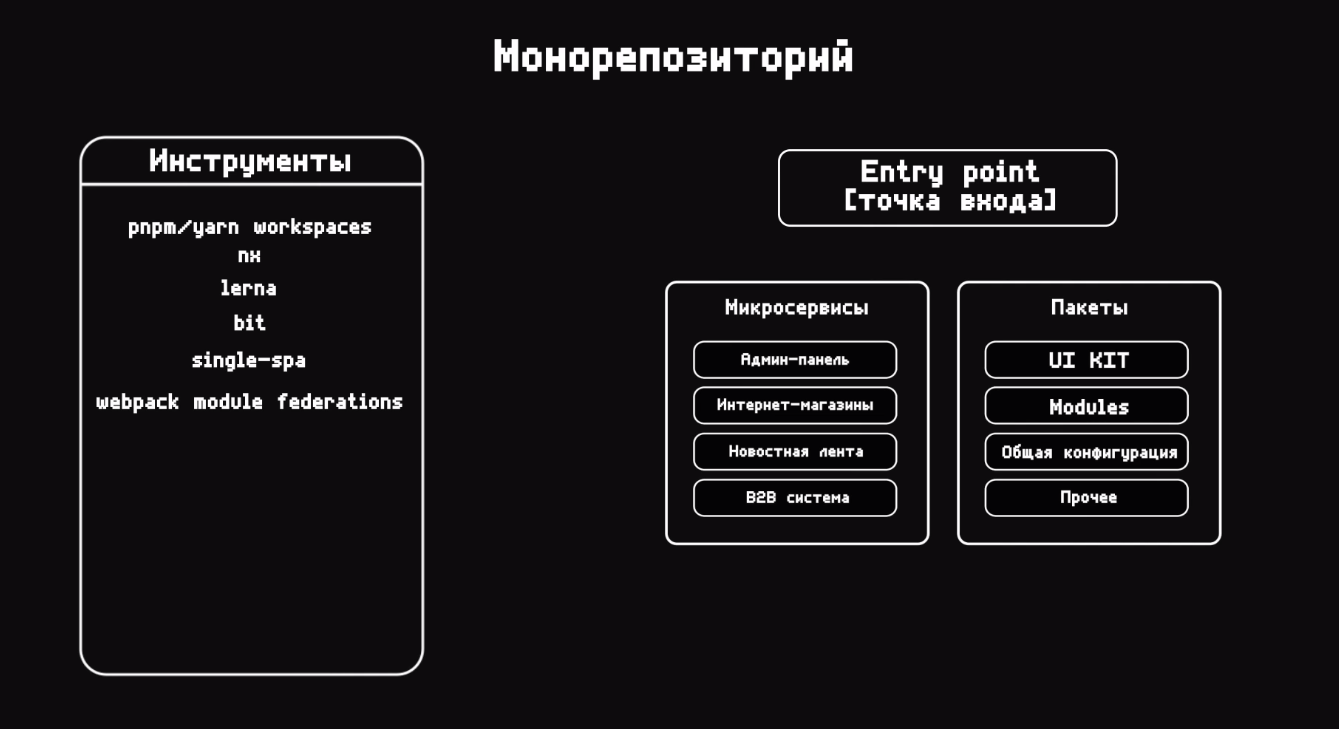 Монорепозиторий
Инструменты
pnpm/yarn workspaces
nx
lerna
bit
single-spa
webpack module federations
Entry point
[точка входа]
Микросервисы
Админ-панель
Интернет-магазины
Новостная лента
B2B система
Пакеты
UI KIT
Modules
Общая конфигурация
Прочее